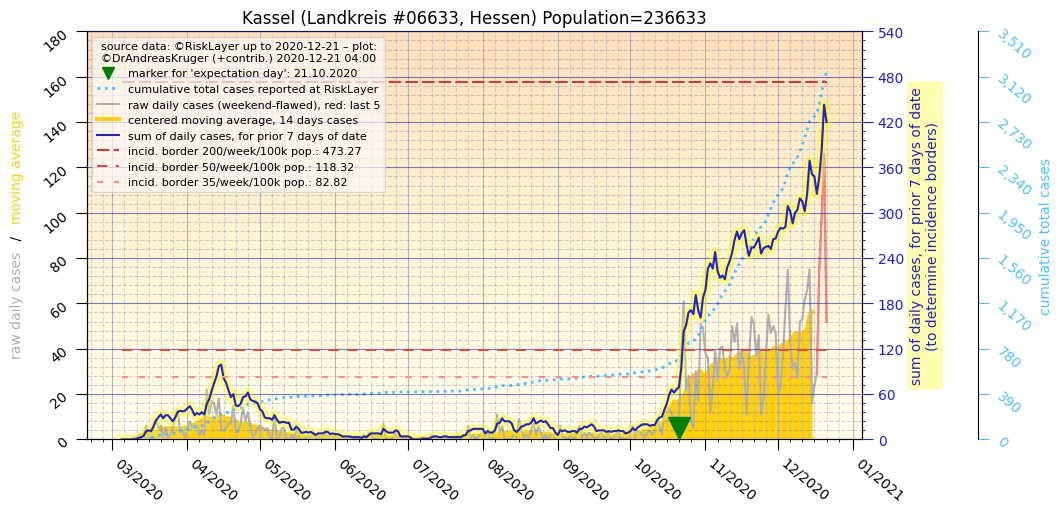 Kassel (Landkreis #06633, Hessen) Population=236633
source data: ©RiskLayer up to 2020-12-21 – plot:
©DrAndreasKruger (+contrib.) 2020-12-21 04:00
marker for 'expectation day': 21.10.2020
cumulative total cases reported at RiskLayer
raw daily cases (weekend-flawed), red: last 5
centered moving average, 14 days cases
sum of daily cases, for prior 7 days of date
incid. border 200/week/100k pop.: 473.27
incid. border 50/week/100k pop.: 118.32
incid. border 35/week/100k pop.: 82.82
raw daily cases / moving average
180
160
140
120
100
80
60
40
20
0
03/2020
04/2020
05/2020
06/2020
07/2020
08/2020
09/2020
10/2020
11/2020
12/2020
01/2021
540
480
420
360
300
240
180
120
60
0
sum of daily cases, for prior 7 days of date
(to determine incidence borders)
3,510
3,120
2,730
2,340
1,950
1,560
1,170
780
390
0
cumulative total cases